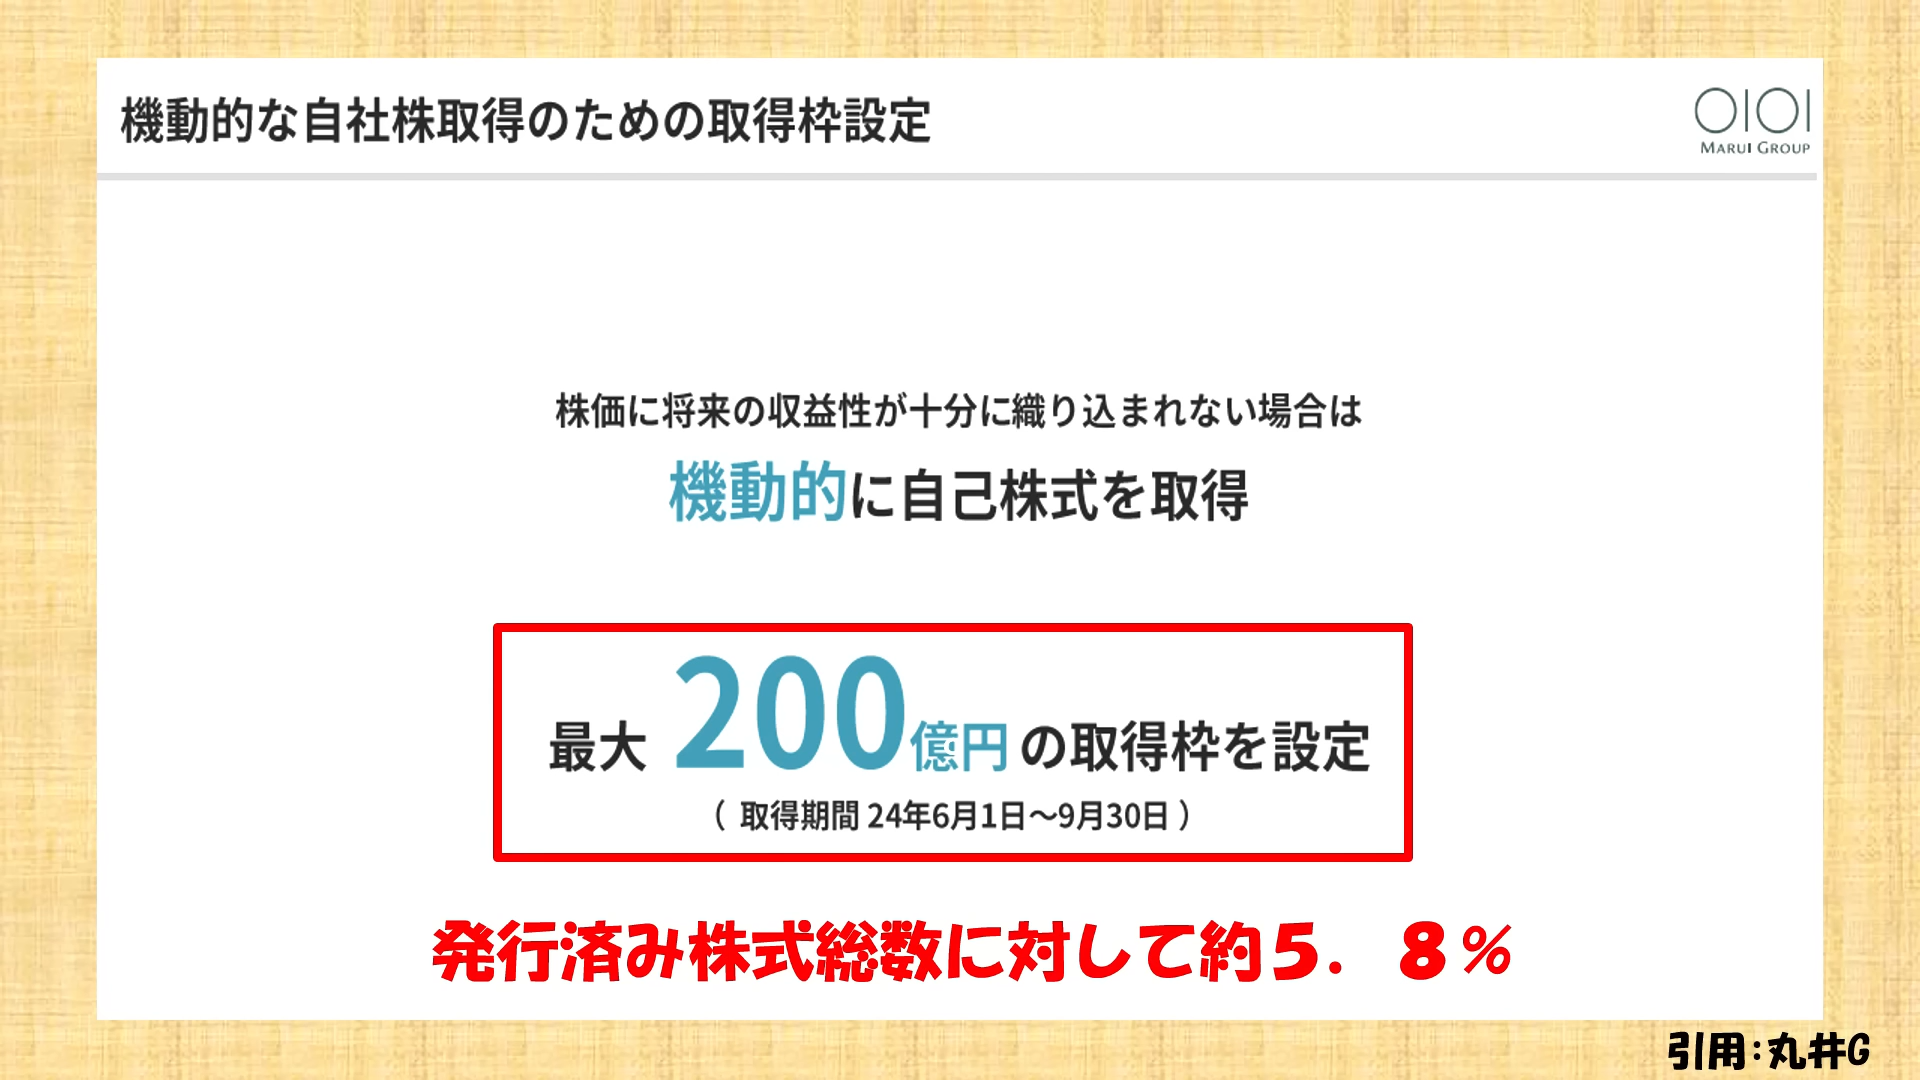 機動的な自社株取得のための取得枠設定
OIOI
MARUI GROUP
株価に将来の収益性が十分に織り込まれない場合は
機動的に自己株式を取得
最大 200億円の取得枠を設定
（ 取得期間 24年6月1日～9月30日 ）
発行済み株式総数に対して約５．８％
引用：丸井G